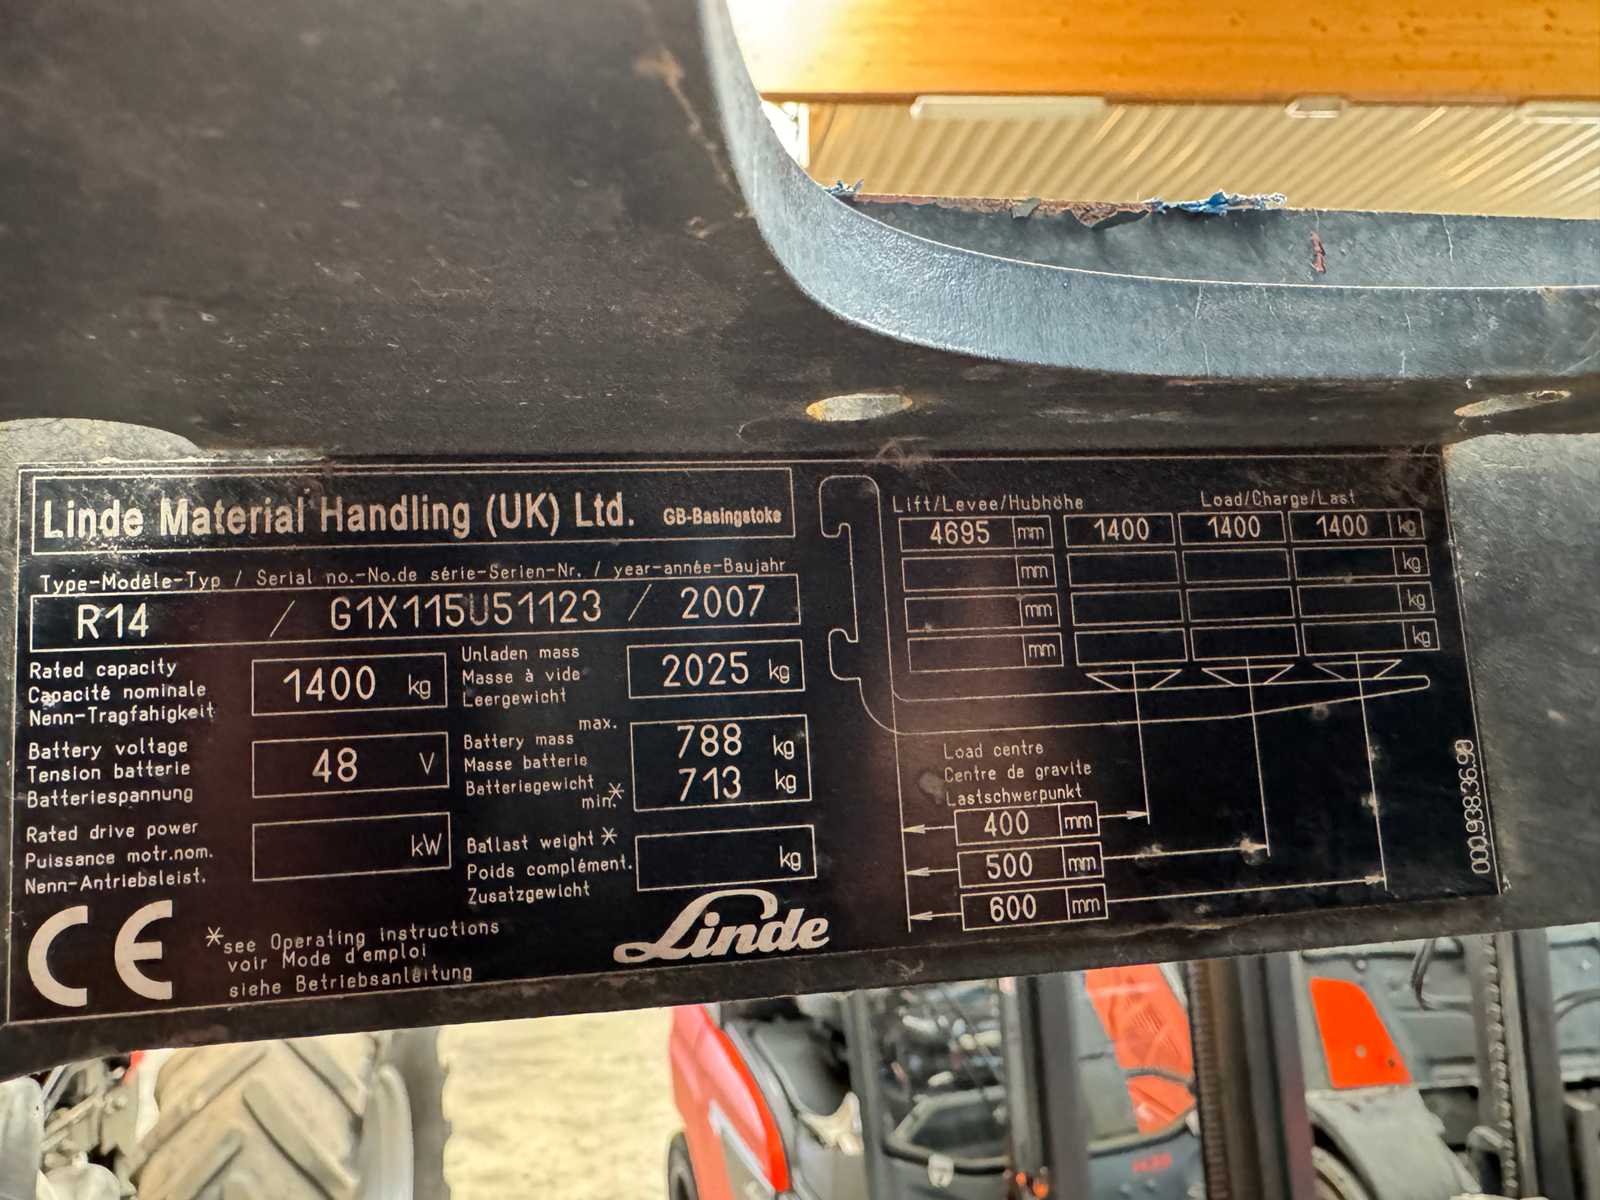 Linde Material Handling (UK) Ltd. GB-Basingstoke
Type-Modèle-Typ / Serial no.-No.de série-Serien-Nr. / year-année-Baujahr
R14 / G1X115U51123 / 2007
Rated capacity
Capacité nominale
Nenn-Tragfahigkeit
1400 kg
Unladen mass
Masse à vide
Leergewicht
2025 kg
Battery voltage
Tension batterie
Batteriespannung
48 V
max.
Battery mass
Masse batterie
Batteriegewicht
min.*
788 kg
713 kg
Rated drive power
Puissance motr.nom.
Nenn-Antriebsleist.
kW
Ballast weight *
Poids complément.
Zusatzgewicht
kg
CE
*see Operating instructions
voir Mode d'emploi
siehe Betriebsanleitung
Linde
Lift/Levee/Hubhöhe Load/Charge/Last
4695 mm 1400 1400 1400 kg
mm kg
mm kg
mm kg
Load centre
Centre de gravite
Lastschwerpunkt
400 mm
500 mm
600 mm
000.938.36.90